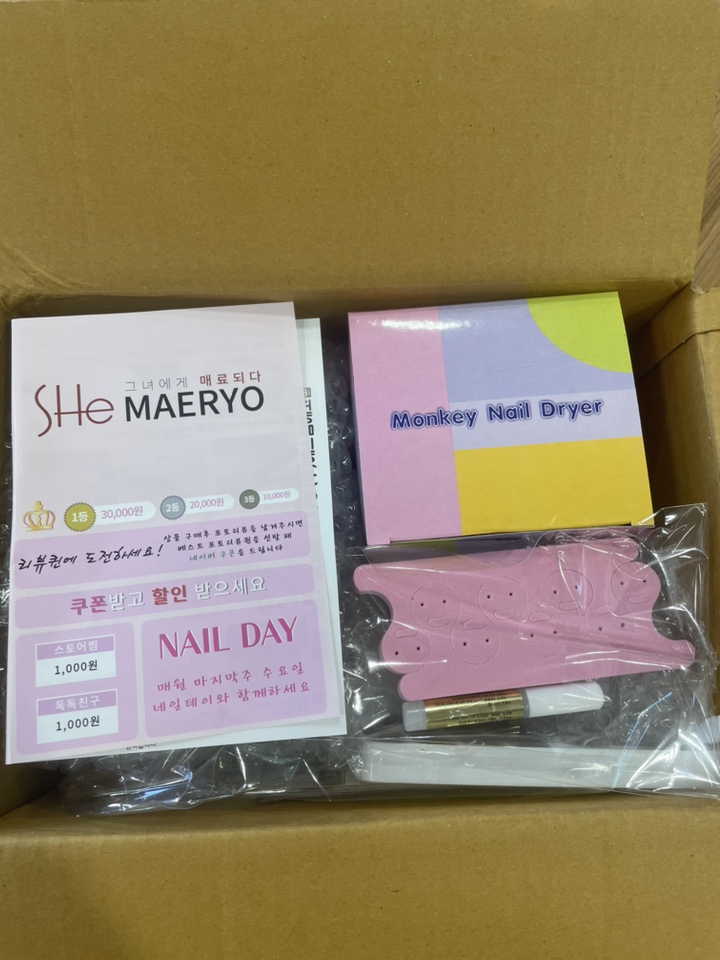 그녀에게 매료되다
SHe MAERYO
1등 30,000원 2등 20,000원 3등 10,000원
리뷰퀸에 도전하세요!
상품 구매후 포토리뷰를 남겨주시면
베스트 포토리뷰퀸을 선발 해
네이버 쿠폰을 드립니다
쿠폰받고 할인 받으세요
스토어찜
1,000원
톡톡친구
1,000원
NAIL DAY
매월 마지막주 수요일
네일데이와 함께하세요
Monkey Nail Dryer